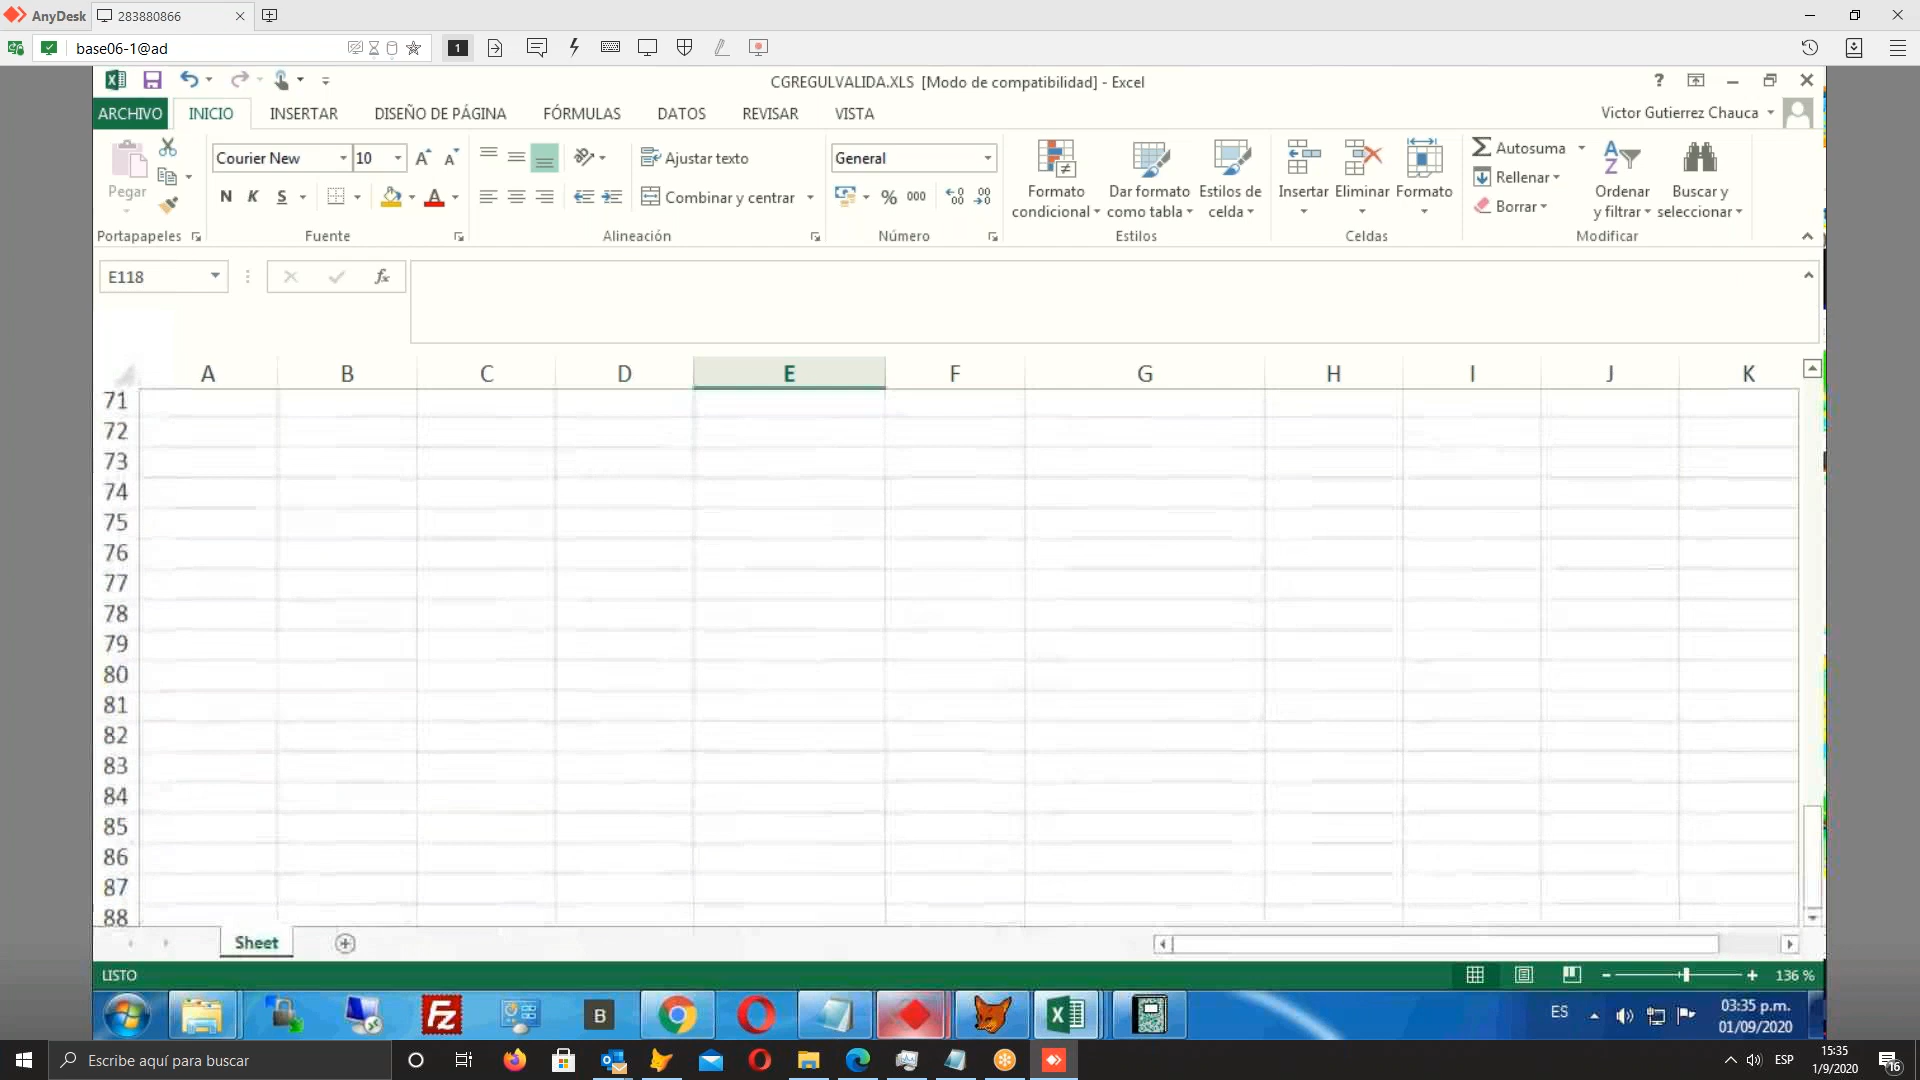 AnyDesk 283880866
base06-1@ad 1
CGREGULVALIDA.XLS [Modo de compatibilidad] - Excel ?
ARCHIVO INICIO INSERTAR DISEÑO DE PÁGINA FÓRMULAS DATOS REVISAR VISTA Victor Gutierrez Chauca
Pegar Courier New 10 A A Ajustar texto General
N K S A Combinar y centrar % 000
Formato condicional Dar formato como tabla Estilos de celda Insertar Eliminar Formato
Autosuma
Rellenar
Borrar
Ordenar y filtrar Buscar y seleccionar
Portapapeles Fuente Alineación Número Estilos Celdas Modificar
E118 fx
A B C D E F G H I J K
71
72
73
74
75
76
77
78
79
80
81
82
83
84
85
86
87
88
Sheet
LISTO 136 %
ES 03:35 p.m.
01/09/2020
Escribe aquí para buscar ESP 15:35
1/9/2020 16